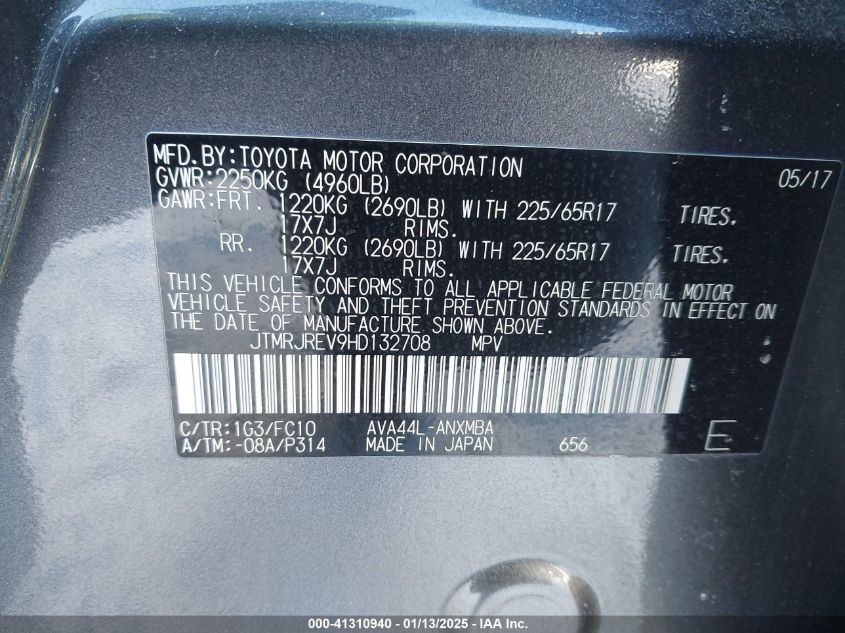 MFD.BY:TOYOTA MOTOR CORPORATION 05/17
GVWR:2250KG (4960LB)
GAWR:FRT. 1220KG (2690LB) WITH 225/65R17 TIRES.
17X7J RIMS.
RR. 1220KG (2690LB) WITH 225/65R17 TIRES.
17X7J RIMS.
THIS VEHICLE CONFORMS TO ALL APPLICABLE FEDERAL MOTOR
VEHICLE SAFETY AND THEFT PREVENTION STANDARDS IN EFFECT ON
THE DATE OF MANUFACTURE SHOWN ABOVE.
JTMRJREV9HD132708 MPV
C/TR:1G3/FC10 AVA44L-ANXMBA
A/TM:-08A/P314 MADE IN JAPAN 656 E
000-41310940 - 01/13/2025 - IAA Inc.